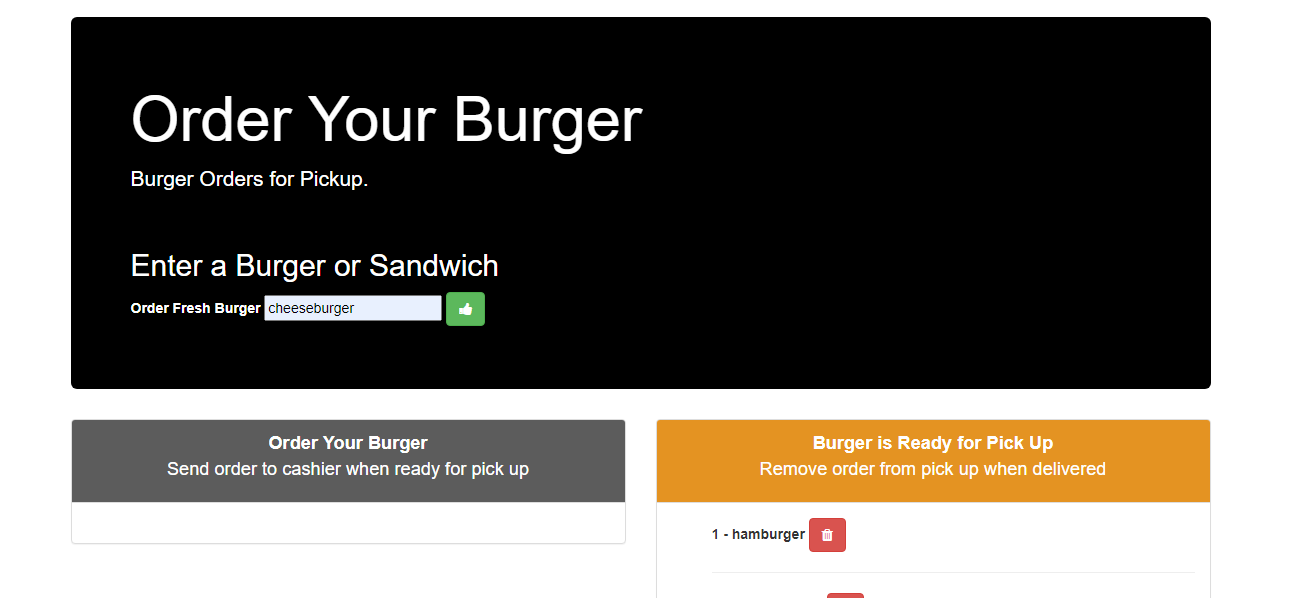 Order Your Burger
Burger Orders for Pickup.
Enter a Burger or Sandwich
Order Fresh Burger cheeseburger
Order Your Burger
Send order to cashier when ready for pick up
Burger is Ready for Pick Up
Remove order from pick up when delivered
1 - hamburger